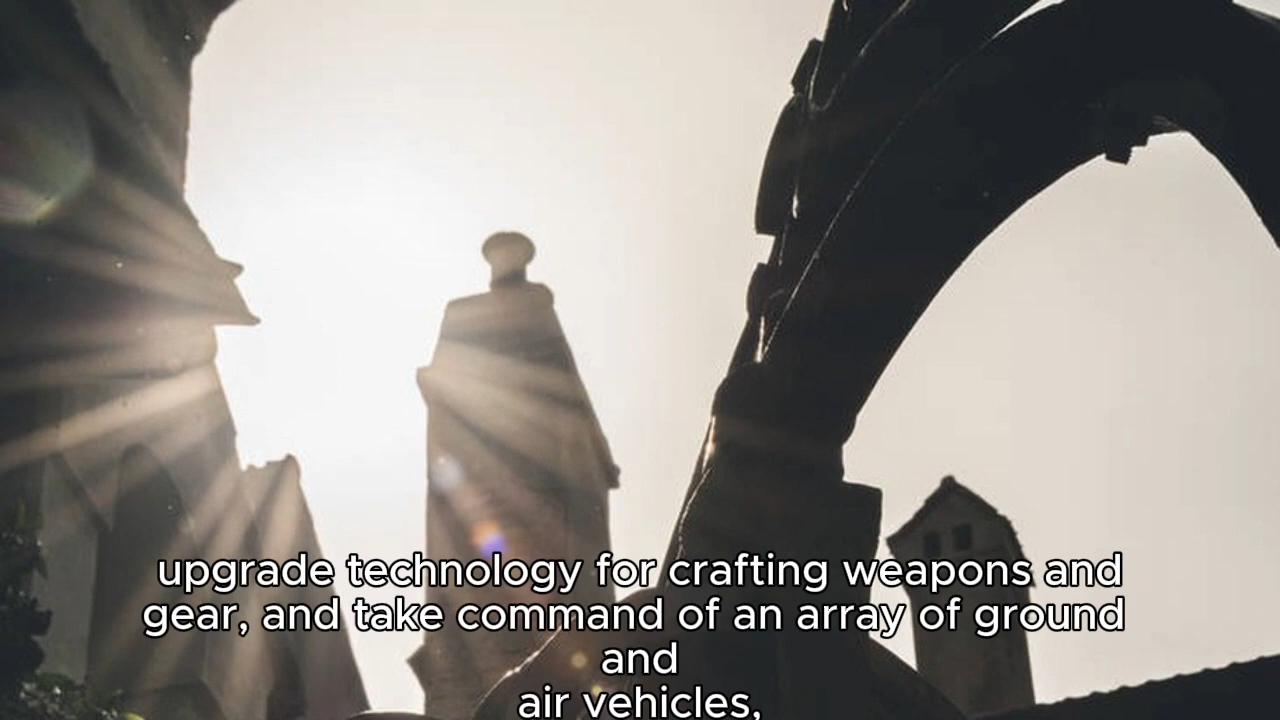 upgrade technology for crafting weapons and
gear, and take command of an array of ground
and
air vehicles,